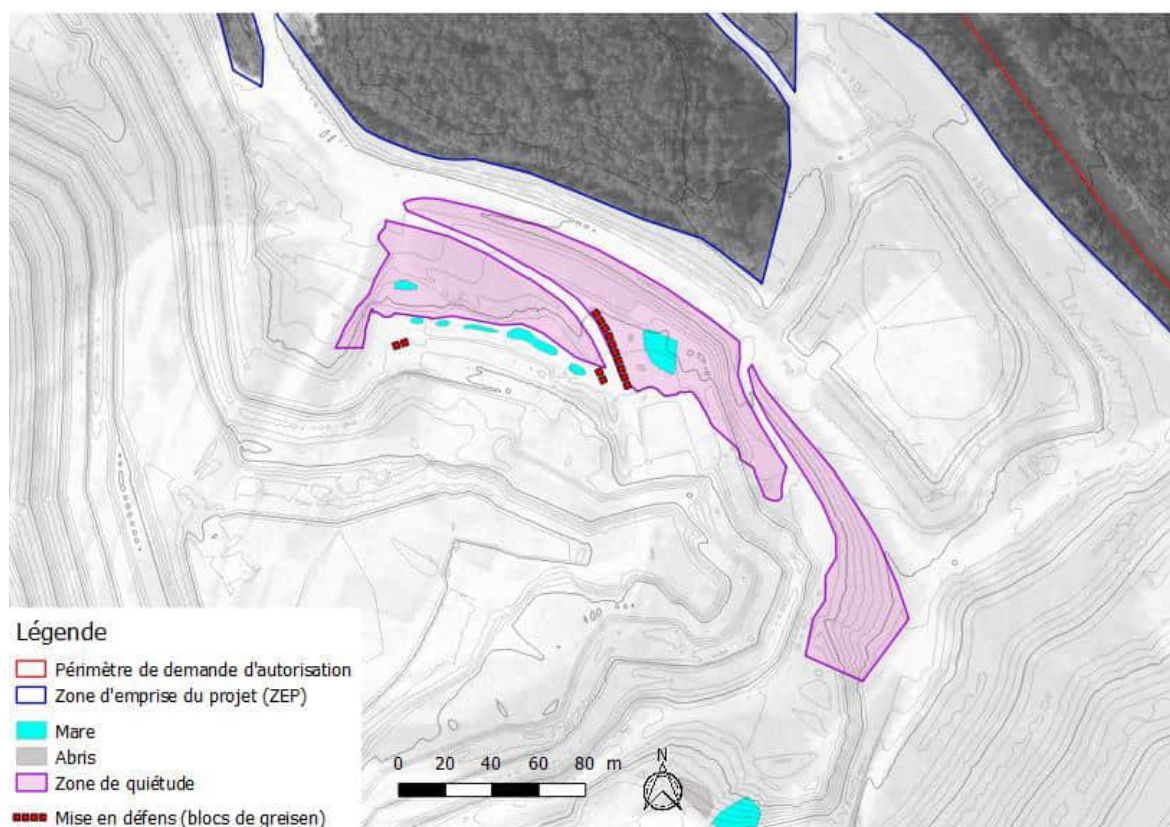 Légende
Périmètre de demande d'autorisation
Zone d'emprise du projet (ZEP)
Mare
Abris
Zone de quiétude
Mise en défens (blocs de greisen)
0 20 40 60 80 m
N